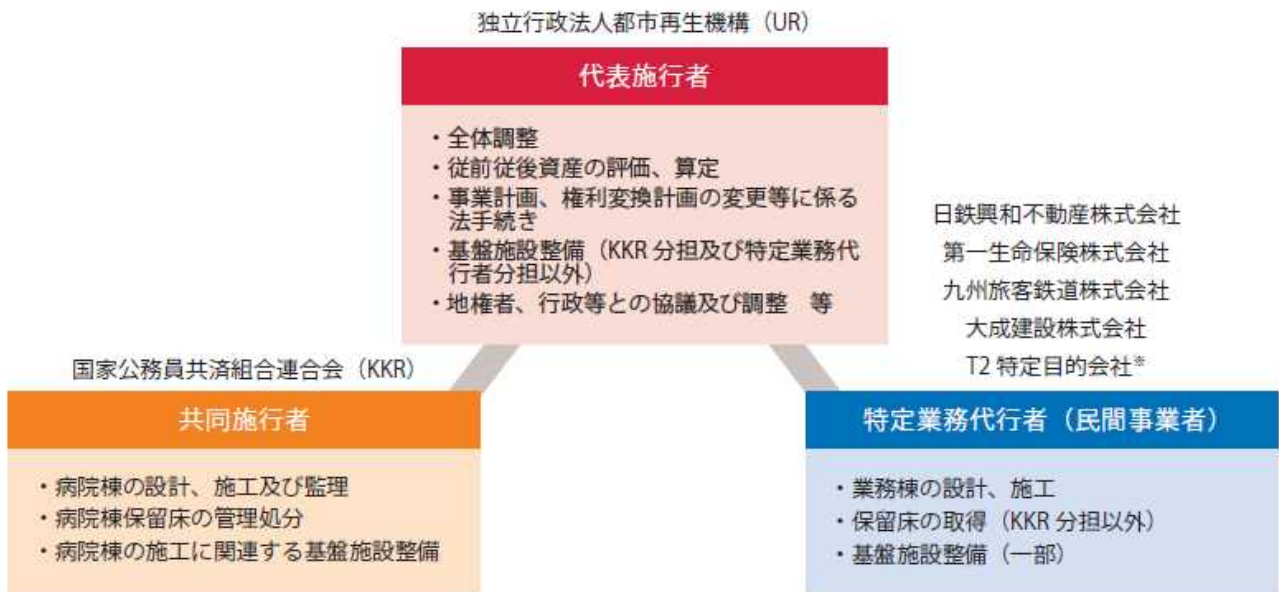 独立行政法人都市再生機構（UR）
代表施行者
・全体調整
・従前従後資産の評価、算定
・事業計画、権利変換計画の変更等に係る
法手続き
・基盤施設整備（KKR 分担及び特定業務代
行者分担以外）
・地権者、行政等との協議及び調整　等
国家公務員共済組合連合会（KKR）
共同施行者
・病院棟の設計、施工及び監理
・病院棟保留床の管理処分
・病院棟の施工に関連する基盤施設整備
日鉄興和不動産株式会社
第一生命保険株式会社
九州旅客鉄道株式会社
大成建設株式会社
T2 特定目的会社※
特定業務代行者（民間事業者）
・業務棟の設計、施工
・保留床の取得（KKR 分担以外）
・基盤施設整備（一部）